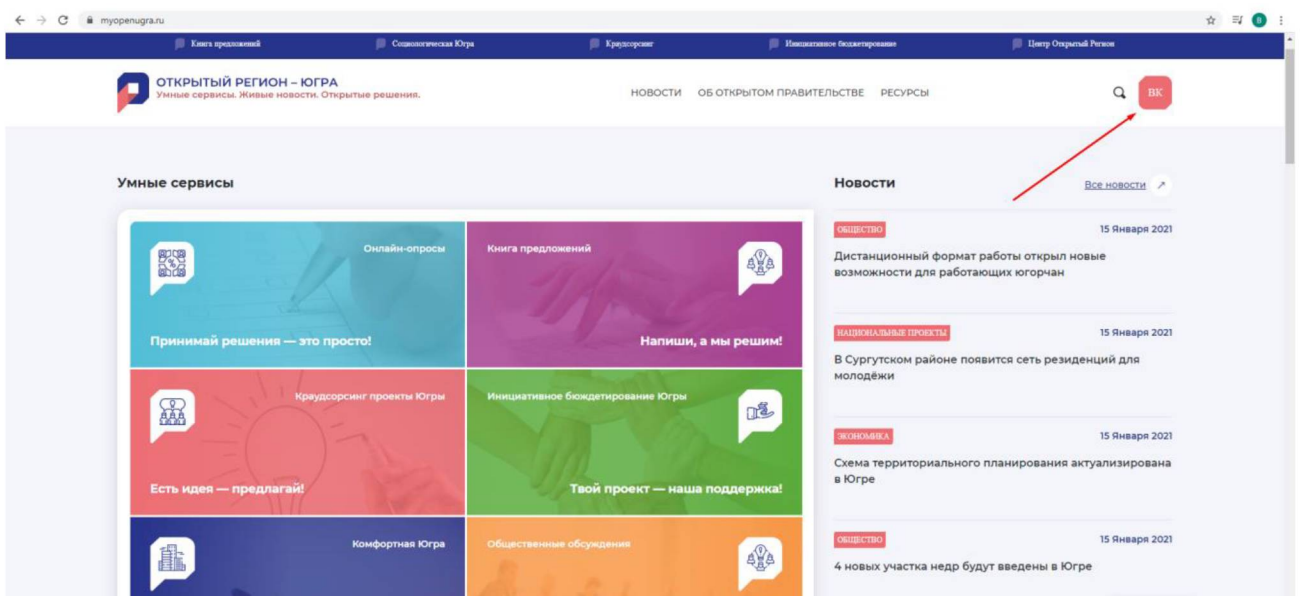 myopenugra.ru
Книга предложений
Социологическая Югра
Краудсорсинг
Инициативное бюджетирование
Центр Открытый Регион
ОТКРЫТЫЙ РЕГИОН – ЮГРА
Умные сервисы. Живые новости. Открытые решения.
НОВОСТИ ОБ ОТКРЫТОМ ПРАВИТЕЛЬСТВЕ РЕСУРСЫ
ВК
Умные сервисы
Онлайн-опросы
Принимай решения — это просто!
Книга предложений
Напиши, а мы решим!
Краудсорсинг проекты Югры
Есть идея — предлагай!
Инициативное бюждетирование Югры
Твой проект — наша поддержка!
Комфортная Югра
Общественные обсуждения
Новости
Все новости
ОБЩЕСТВО
15 Января 2021
Дистанционный формат работы открыл новые
возможности для работающих югорчан
НАЦИОНАЛЬНЫЕ ПРОЕКТЫ
15 Января 2021
В Сургутском районе появится сеть резиденций для
молодёжи
ЭКОНОМИКА
15 Января 2021
Схема территориального планирования актуализирована
в Югре
ОБЩЕСТВО
15 Января 2021
4 новых участка недр будут введены в Югре